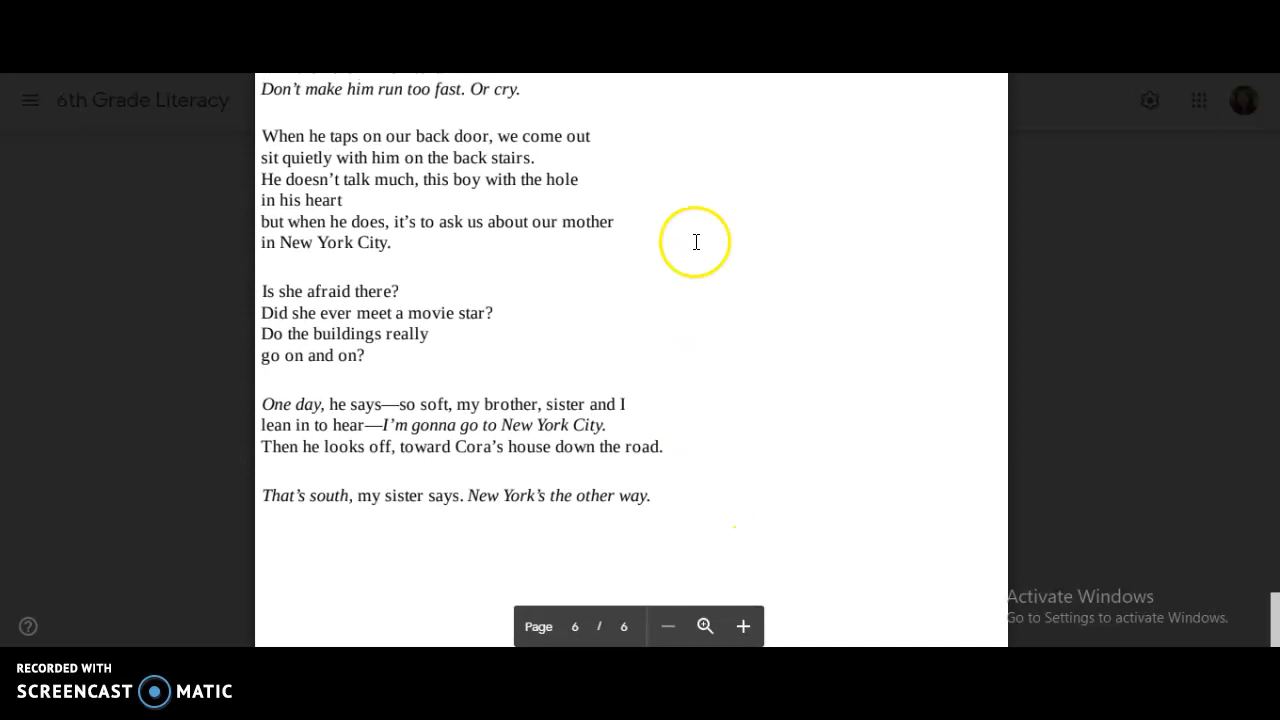 Don't make him run too fast. Or cry.
6th Grade Literacy
When he taps on our back door, we come out
sit quietly with him on the back stairs.
He doesn't talk much, this boy with the hole
in his heart
but when he does, it's to ask us about our mother
in New York City.
Is she afraid there?
Did she ever meet a movie star?
Do the buildings really
go on and on?
One day, he says—so soft, my brother, sister and I
lean in to hear—I'm gonna go to New York City.
Then he looks off, toward Cora's house down the road.
That's south, my sister says. New York's the other way.
Activate Windows
Go to Settings to activate Windows.
Page 6 / 6
RECORDED WITH
SCREENCAST MATIC